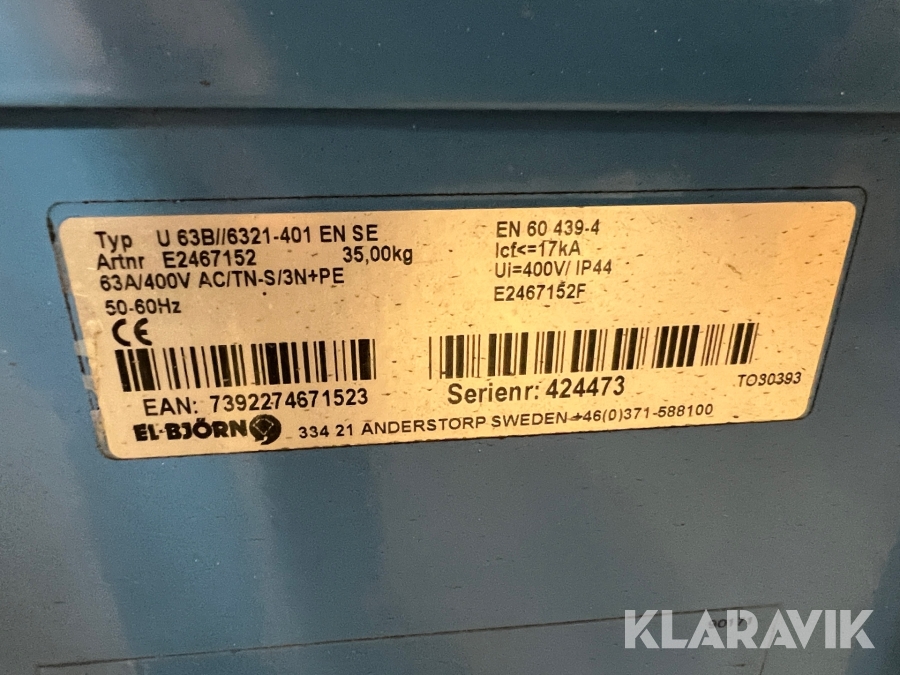 Typ U 63B//6321-401 EN SE
Artnr E2467152 35,00kg
63A/400V AC/TN-S/3N+PE
50-60Hz
CE
EN 60 439-4
Icf<=17kA
Ui=400V/ IP44
E2467152F
EAN: 7392274671523
Serienr: 424473
TO30393
EL-BJÖRN 334 21 ANDERSTORP SWEDEN +46(0)371-588100
KLARAVIK